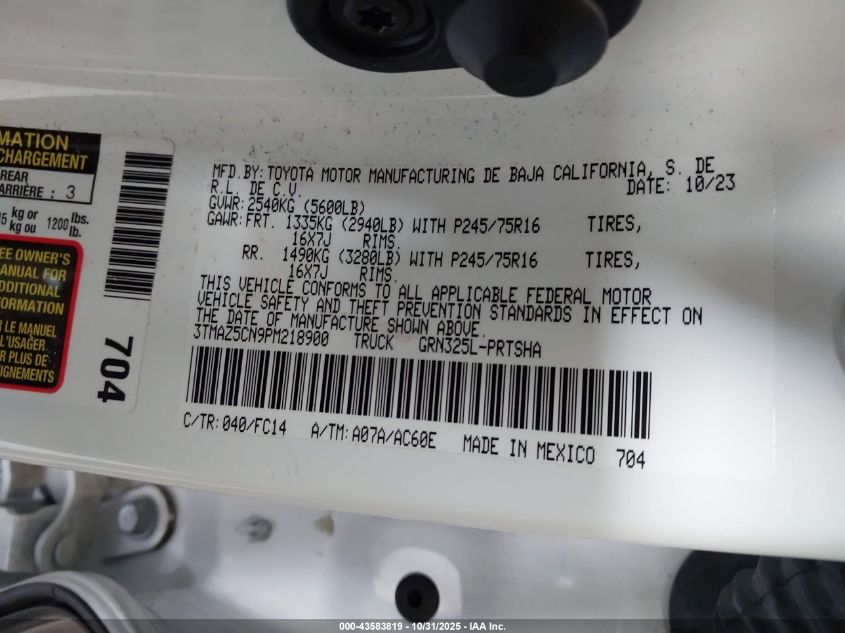 MATION
CHARGEMENT
REAR
ARRIÈRE : 3
kg or 1200 lbs.
kg ou lb.
EE OWNER'S
MANUAL FOR
ADDITIONAL
FORMATION
LE MANUEL
L'USAGER
R PLUS DE
EIGNEMENTS
704
MFD.BY:TOYOTA MOTOR MANUFACTURING DE BAJA CALIFORNIA, S. DE
R.L. DE C.V. DATE: 10/23
GVWR:2540KG (5600LB)
GAWR:FRT. 1335KG (2940LB) WITH P245/75R16 TIRES,
16X7J RIMS.
RR. 1490KG (3280LB) WITH P245/75R16 TIRES,
16X7J RIMS.
THIS VEHICLE CONFORMS TO ALL APPLICABLE FEDERAL MOTOR
VEHICLE SAFETY AND THEFT PREVENTION STANDARDS IN EFFECT ON
THE DATE OF MANUFACTURE SHOWN ABOVE.
3TMAZ5CN9PM218900 TRUCK GRN325L-PRTSHA
C/TR:040/FC14 A/TM:A07A/AC60E MADE IN MEXICO 704
000-43583819 • 10/31/2025 • IAA Inc.